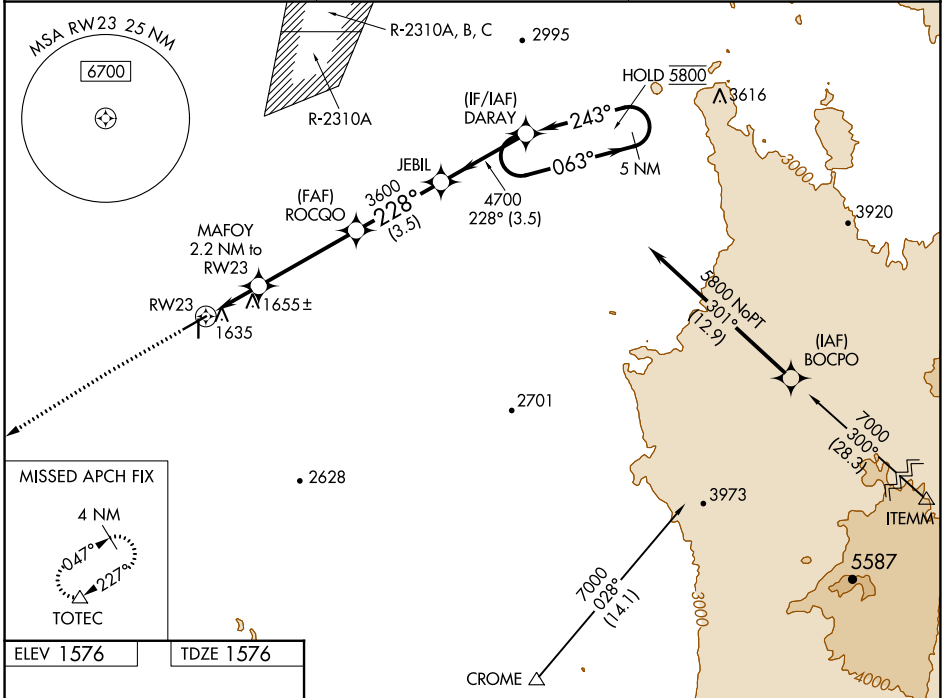 MSA RW23 25 NM
6700
R-2310A, B, C
R-2310A
2995
HOLD 5800
3616
(IF/IAF)
DARAY
243°
063°
5 NM
JEBIL
4700
228° (3.5)
3600
228°
(3.5)
(FAF)
ROCQO
MAFOY
2.2 NM to
RW23
RW23
1655±
1635
3000
3920
5800 NoPT
301°
(12.9)
(IAF)
BOCPO
7000
300°
(28.3)
ITEMM
2701
2628
3973
5587
7000
028°
(14.1)
CROME
3000
4000
MISSED APCH FIX
4 NM
047°
227°
TOTEC
ELEV 1576
TDZE 1576